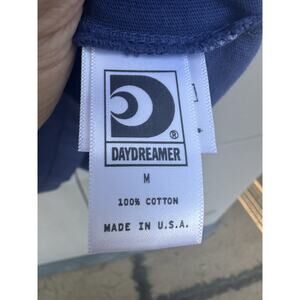 ®
DAYDREAMER
M
100% COTTON
MADE IN U.S.A.